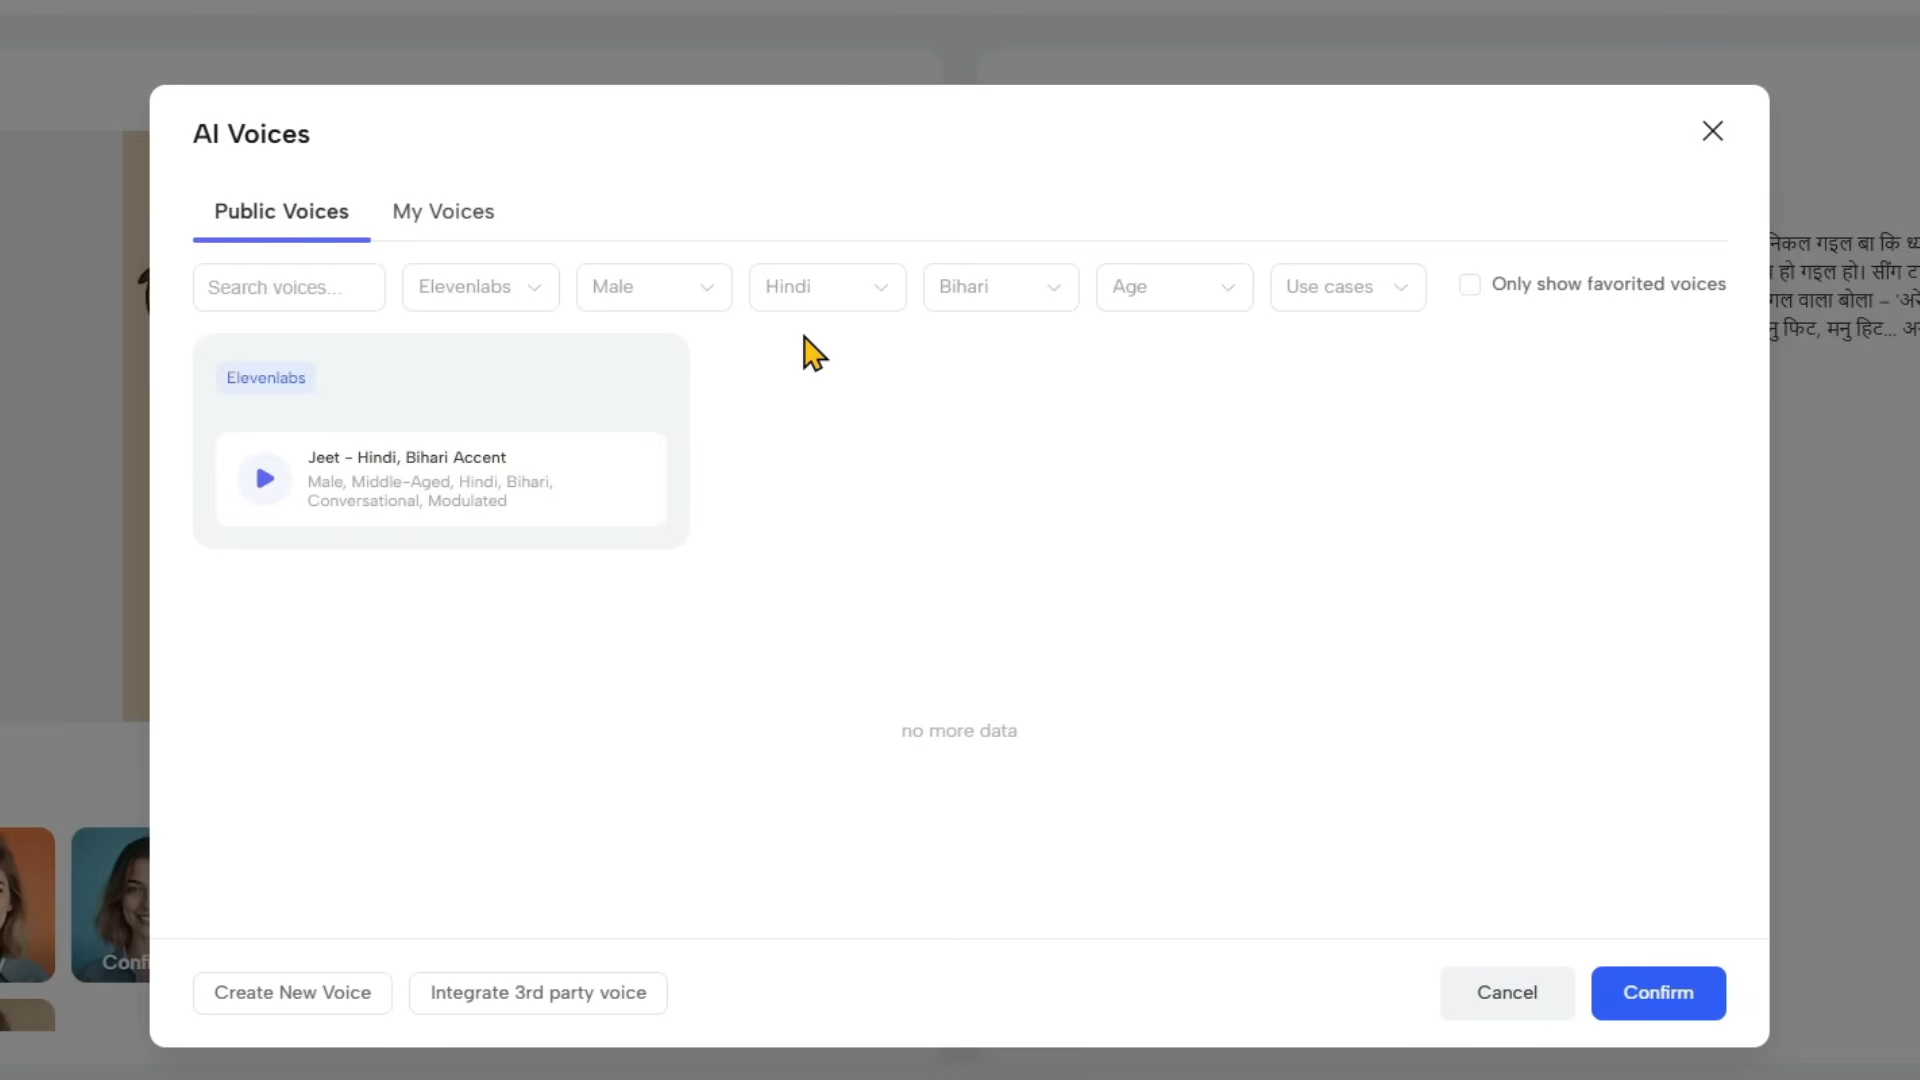 AI Voices
Public Voices
My Voices
Search voices...
Elevenlabs
Male
Hindi
Bihari
Age
Use cases
Only show favorited voices
Elevenlabs
Jeet - Hindi, Bihari Accent
Male, Middle-Aged, Hindi, Bihari,
Conversational, Modulated
no more data
Create New Voice
Integrate 3rd party voice
Cancel
Confirm
गइल बा कि
हो गइल हो। सींग
वाला बोला –
फिट, मनु हिट...